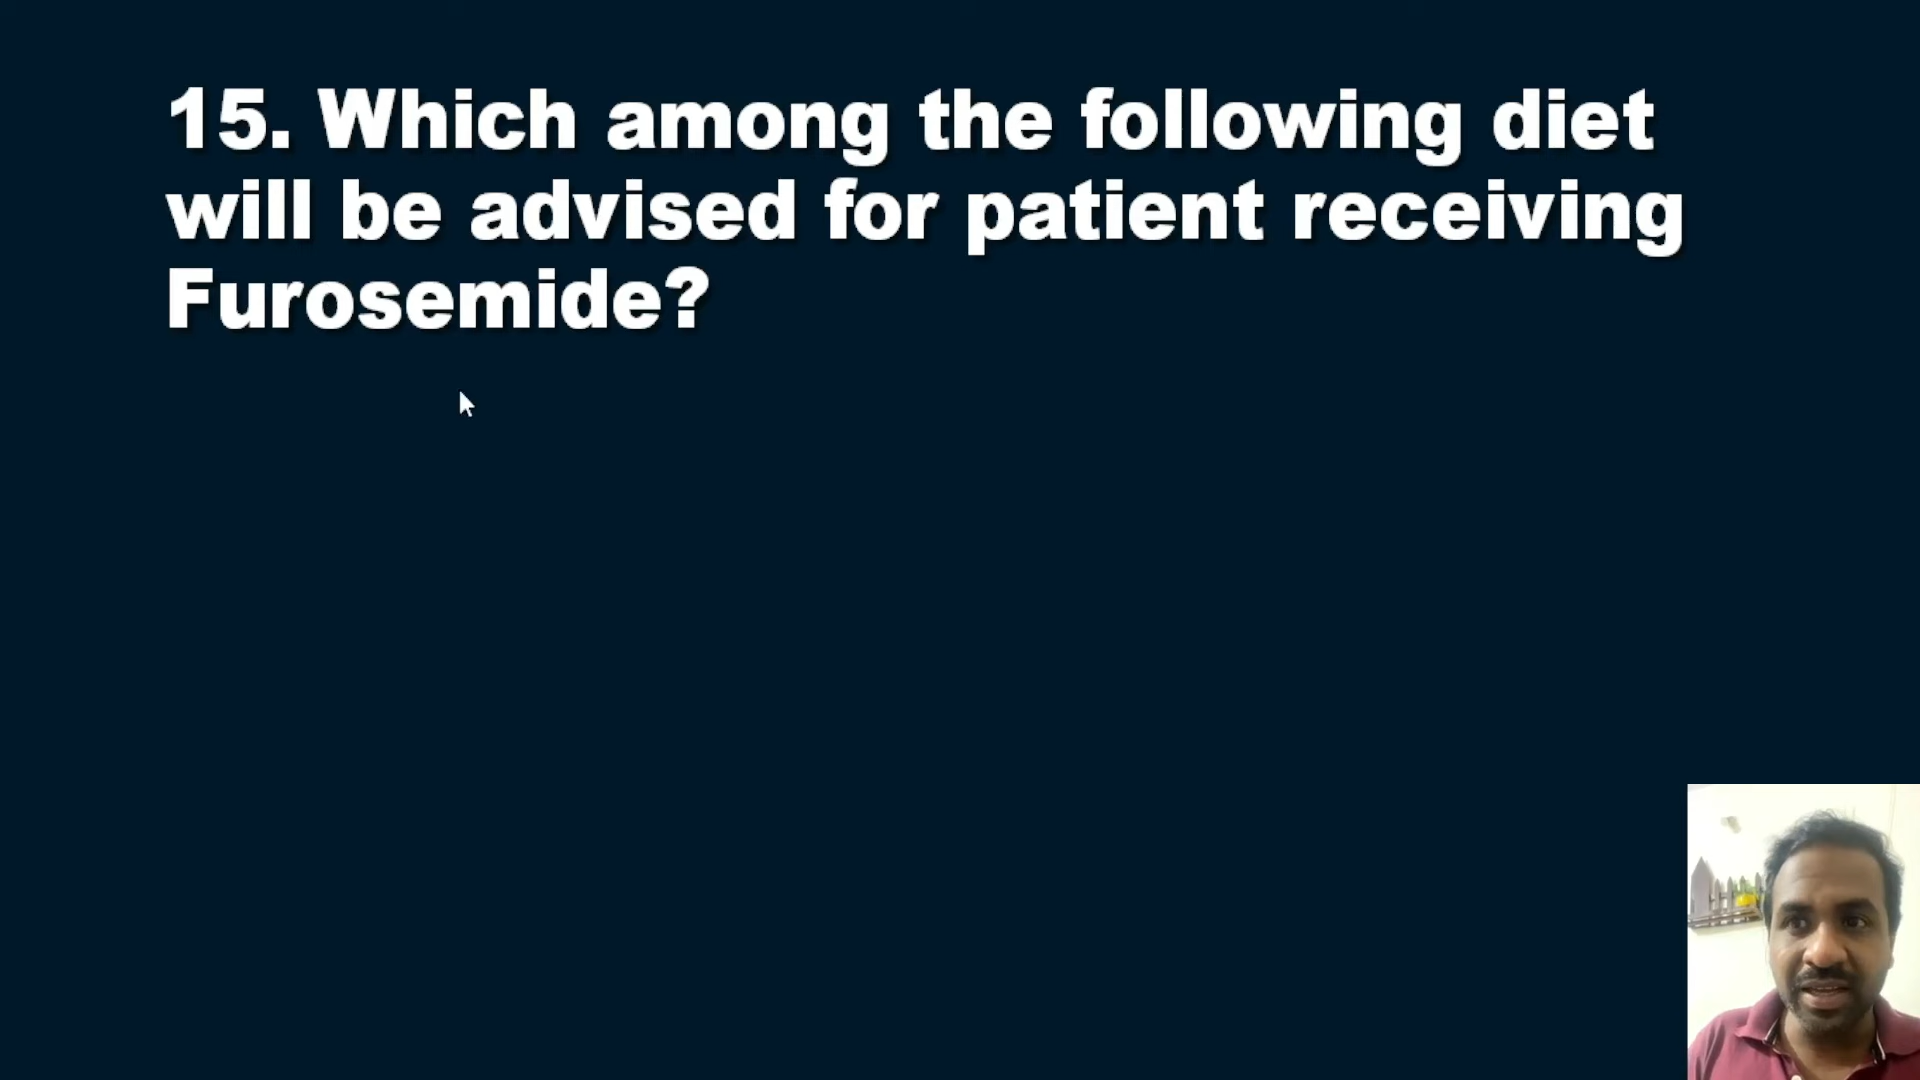 15. Which among the following diet
will be advised for patient receiving
Furosemide?